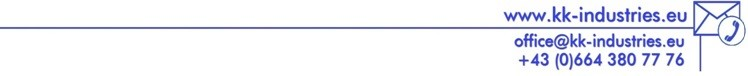 www.kk-industries.eu
office@kk-industries.eu
+43 (0)664 380 77 76